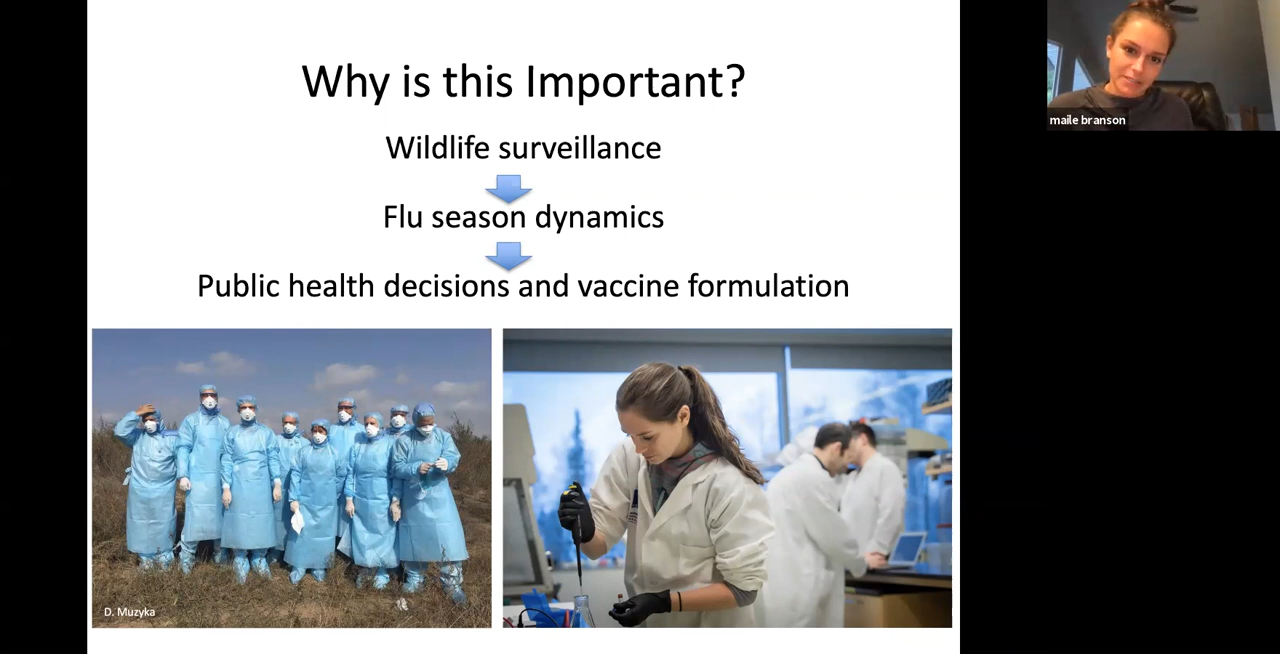 Why is this Important?
Wildlife surveillance
Flu season dynamics
Public health decisions and vaccine formulation
D. Muzyka
maile branson